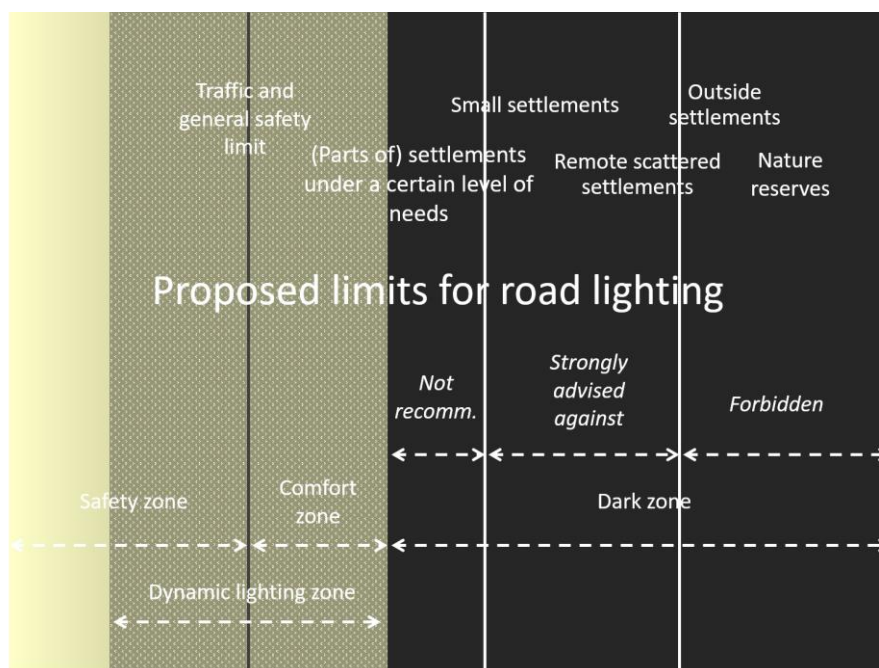 Traffic and
general safety
limit
(Parts of) settlements
under a certain level of
needs
Small settlements
Remote scattered
settlements
Outside
settlements
Nature
reserves
Proposed limits for road lighting
Not
recomm.
Strongly
advised
against
Forbidden
Safety zone
Comfort
zone
Dark zone
Dynamic lighting zone